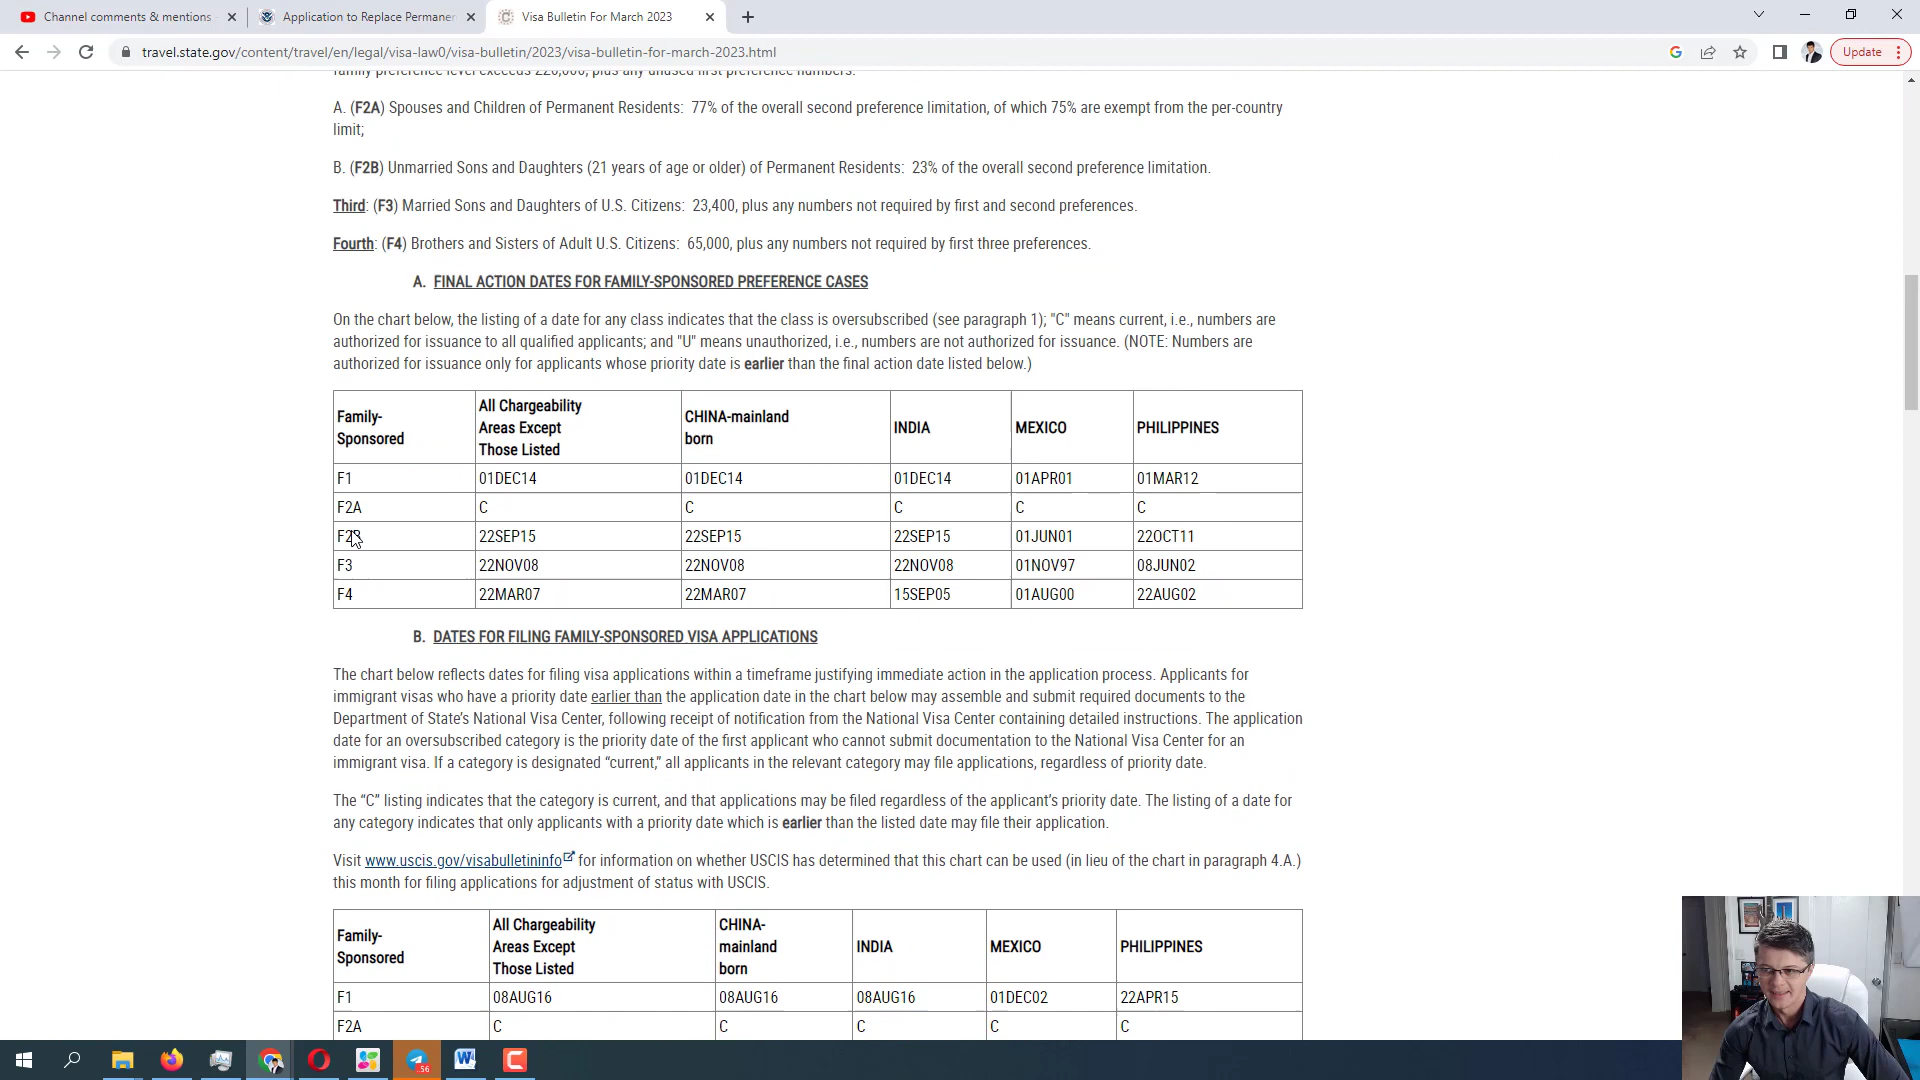 Channel comments & mentions
Application to Replace Permanen
Visa Bulletin For March 2023
travel.state.gov/content/travel/en/legal/visa-law0/visa-bulletin/2023/visa-bulletin-for-march-2023.html
Update
family preference level exceeds 226,000, plus any unused first preference numbers.
A. (F2A) Spouses and Children of Permanent Residents:  77% of the overall second preference limitation, of which 75% are exempt from the per-country
limit;
B. (F2B) Unmarried Sons and Daughters (21 years of age or older) of Permanent Residents:  23% of the overall second preference limitation.
Third: (F3) Married Sons and Daughters of U.S. Citizens:  23,400, plus any numbers not required by first and second preferences.
Fourth: (F4) Brothers and Sisters of Adult U.S. Citizens:  65,000, plus any numbers not required by first three preferences.
A. FINAL ACTION DATES FOR FAMILY-SPONSORED PREFERENCE CASES
On the chart below, the listing of a date for any class indicates that the class is oversubscribed (see paragraph 1); "C" means current, i.e., numbers are
authorized for issuance to all qualified applicants; and "U" means unauthorized, i.e., numbers are not authorized for issuance. (NOTE: Numbers are
authorized for issuance only for applicants whose priority date is earlier than the final action date listed below.)
Family-
Sponsored
All Chargeability
Areas Except
Those Listed
CHINA-mainland
born
INDIA
MEXICO
PHILIPPINES
F1 01DEC14 01DEC14 01DEC14 01APR01 01MAR12
F2A C C C C C
F2B 22SEP15 22SEP15 22SEP15 01JUN01 22OCT11
F3 22NOV08 22NOV08 22NOV08 01NOV97 08JUN02
F4 22MAR07 22MAR07 15SEP05 01AUG00 22AUG02
B. DATES FOR FILING FAMILY-SPONSORED VISA APPLICATIONS
The chart below reflects dates for filing visa applications within a timeframe justifying immediate action in the application process. Applicants for
immigrant visas who have a priority date earlier than the application date in the chart below may assemble and submit required documents to the
Department of State's National Visa Center, following receipt of notification from the National Visa Center containing detailed instructions. The application
date for an oversubscribed category is the priority date of the first applicant who cannot submit documentation to the National Visa Center for an
immigrant visa. If a category is designated “current,” all applicants in the relevant category may file applications, regardless of priority date.
The “C” listing indicates that the category is current, and that applications may be filed regardless of the applicant's priority date. The listing of a date for
any category indicates that only applicants with a priority date which is earlier than the listed date may file their application.
Visit www.uscis.gov/visabulletininfo for information on whether USCIS has determined that this chart can be used (in lieu of the chart in paragraph 4.A.)
this month for filing applications for adjustment of status with USCIS.
Family-
Sponsored
All Chargeability
Areas Except
Those Listed
CHINA-
mainland
born
INDIA
MEXICO
PHILIPPINES
F1 08AUG16 08AUG16 08AUG16 01DEC02 22APR15
F2A C C C C C
56